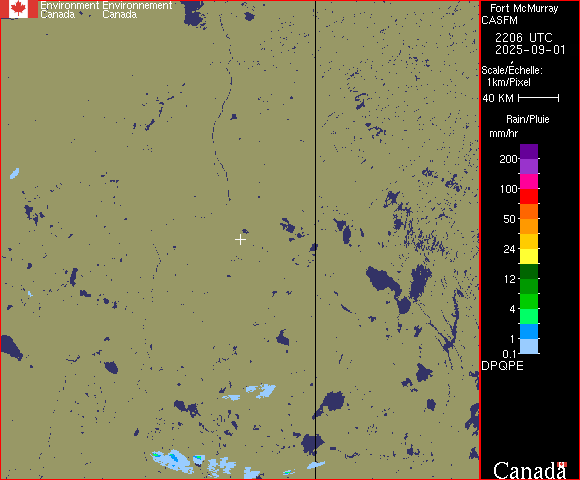 Environment Environnement
Canada Canada
Fort McMurray
CASFM
2206 UTC
2025-09-01
Scale/Échelle:
1km/Pixel
40 KM
Rain/Pluie
mm/hr
200
100
50
24
12
4
1
0.1
DPQPE
Canada